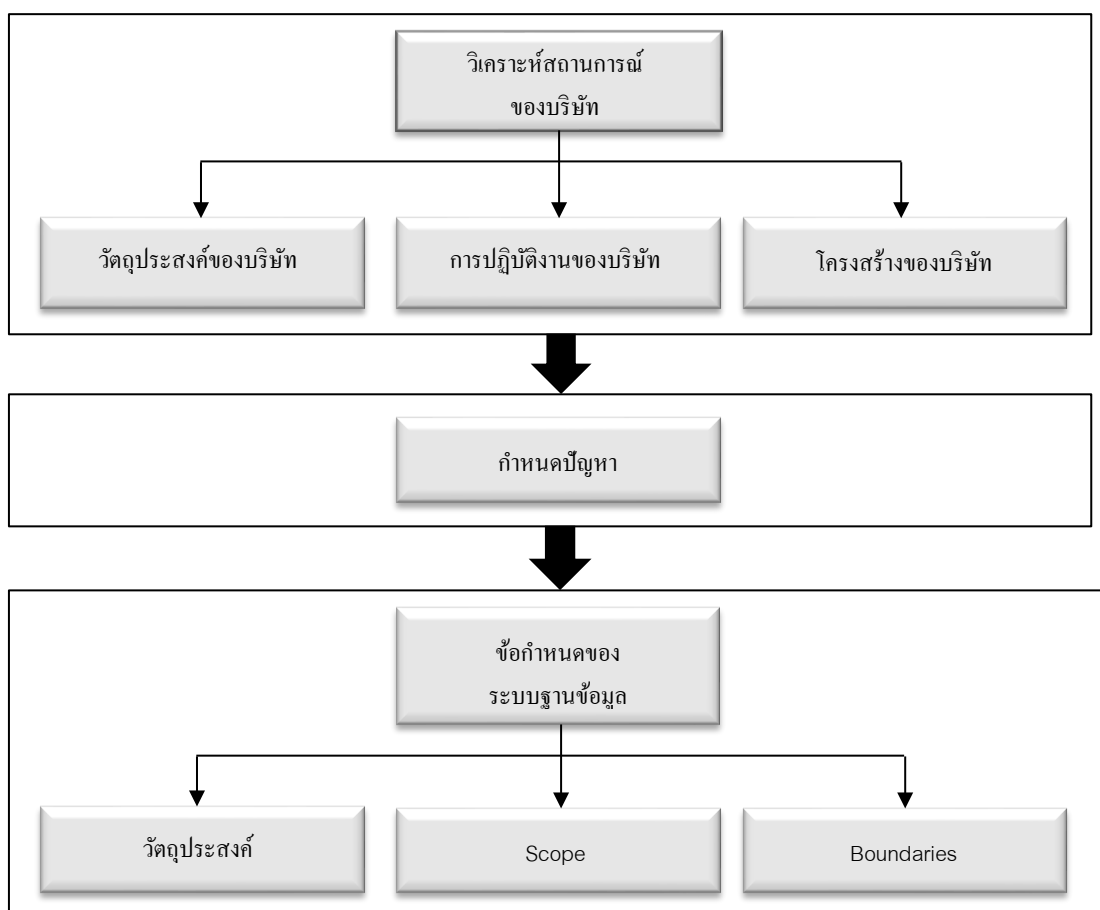 วิเคราะห์สถานการณ์
ของบริษัท
วัตถุประสงค์ของบริษัท
การปฏิบัติงานของบริษัท
โครงสร้างของบริษัท
กำหนดปัญหา
ข้อกำหนดของ
ระบบฐานข้อมูล
วัตถุประสงค์
Scope
Boundaries